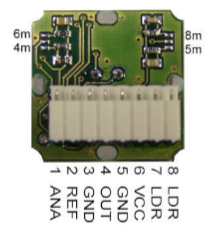 6m
4m
8m
5m
1 ANA
2 REF
3 GND
4 OUT
5 GND
6 VCC
7 LDR
8 LDR